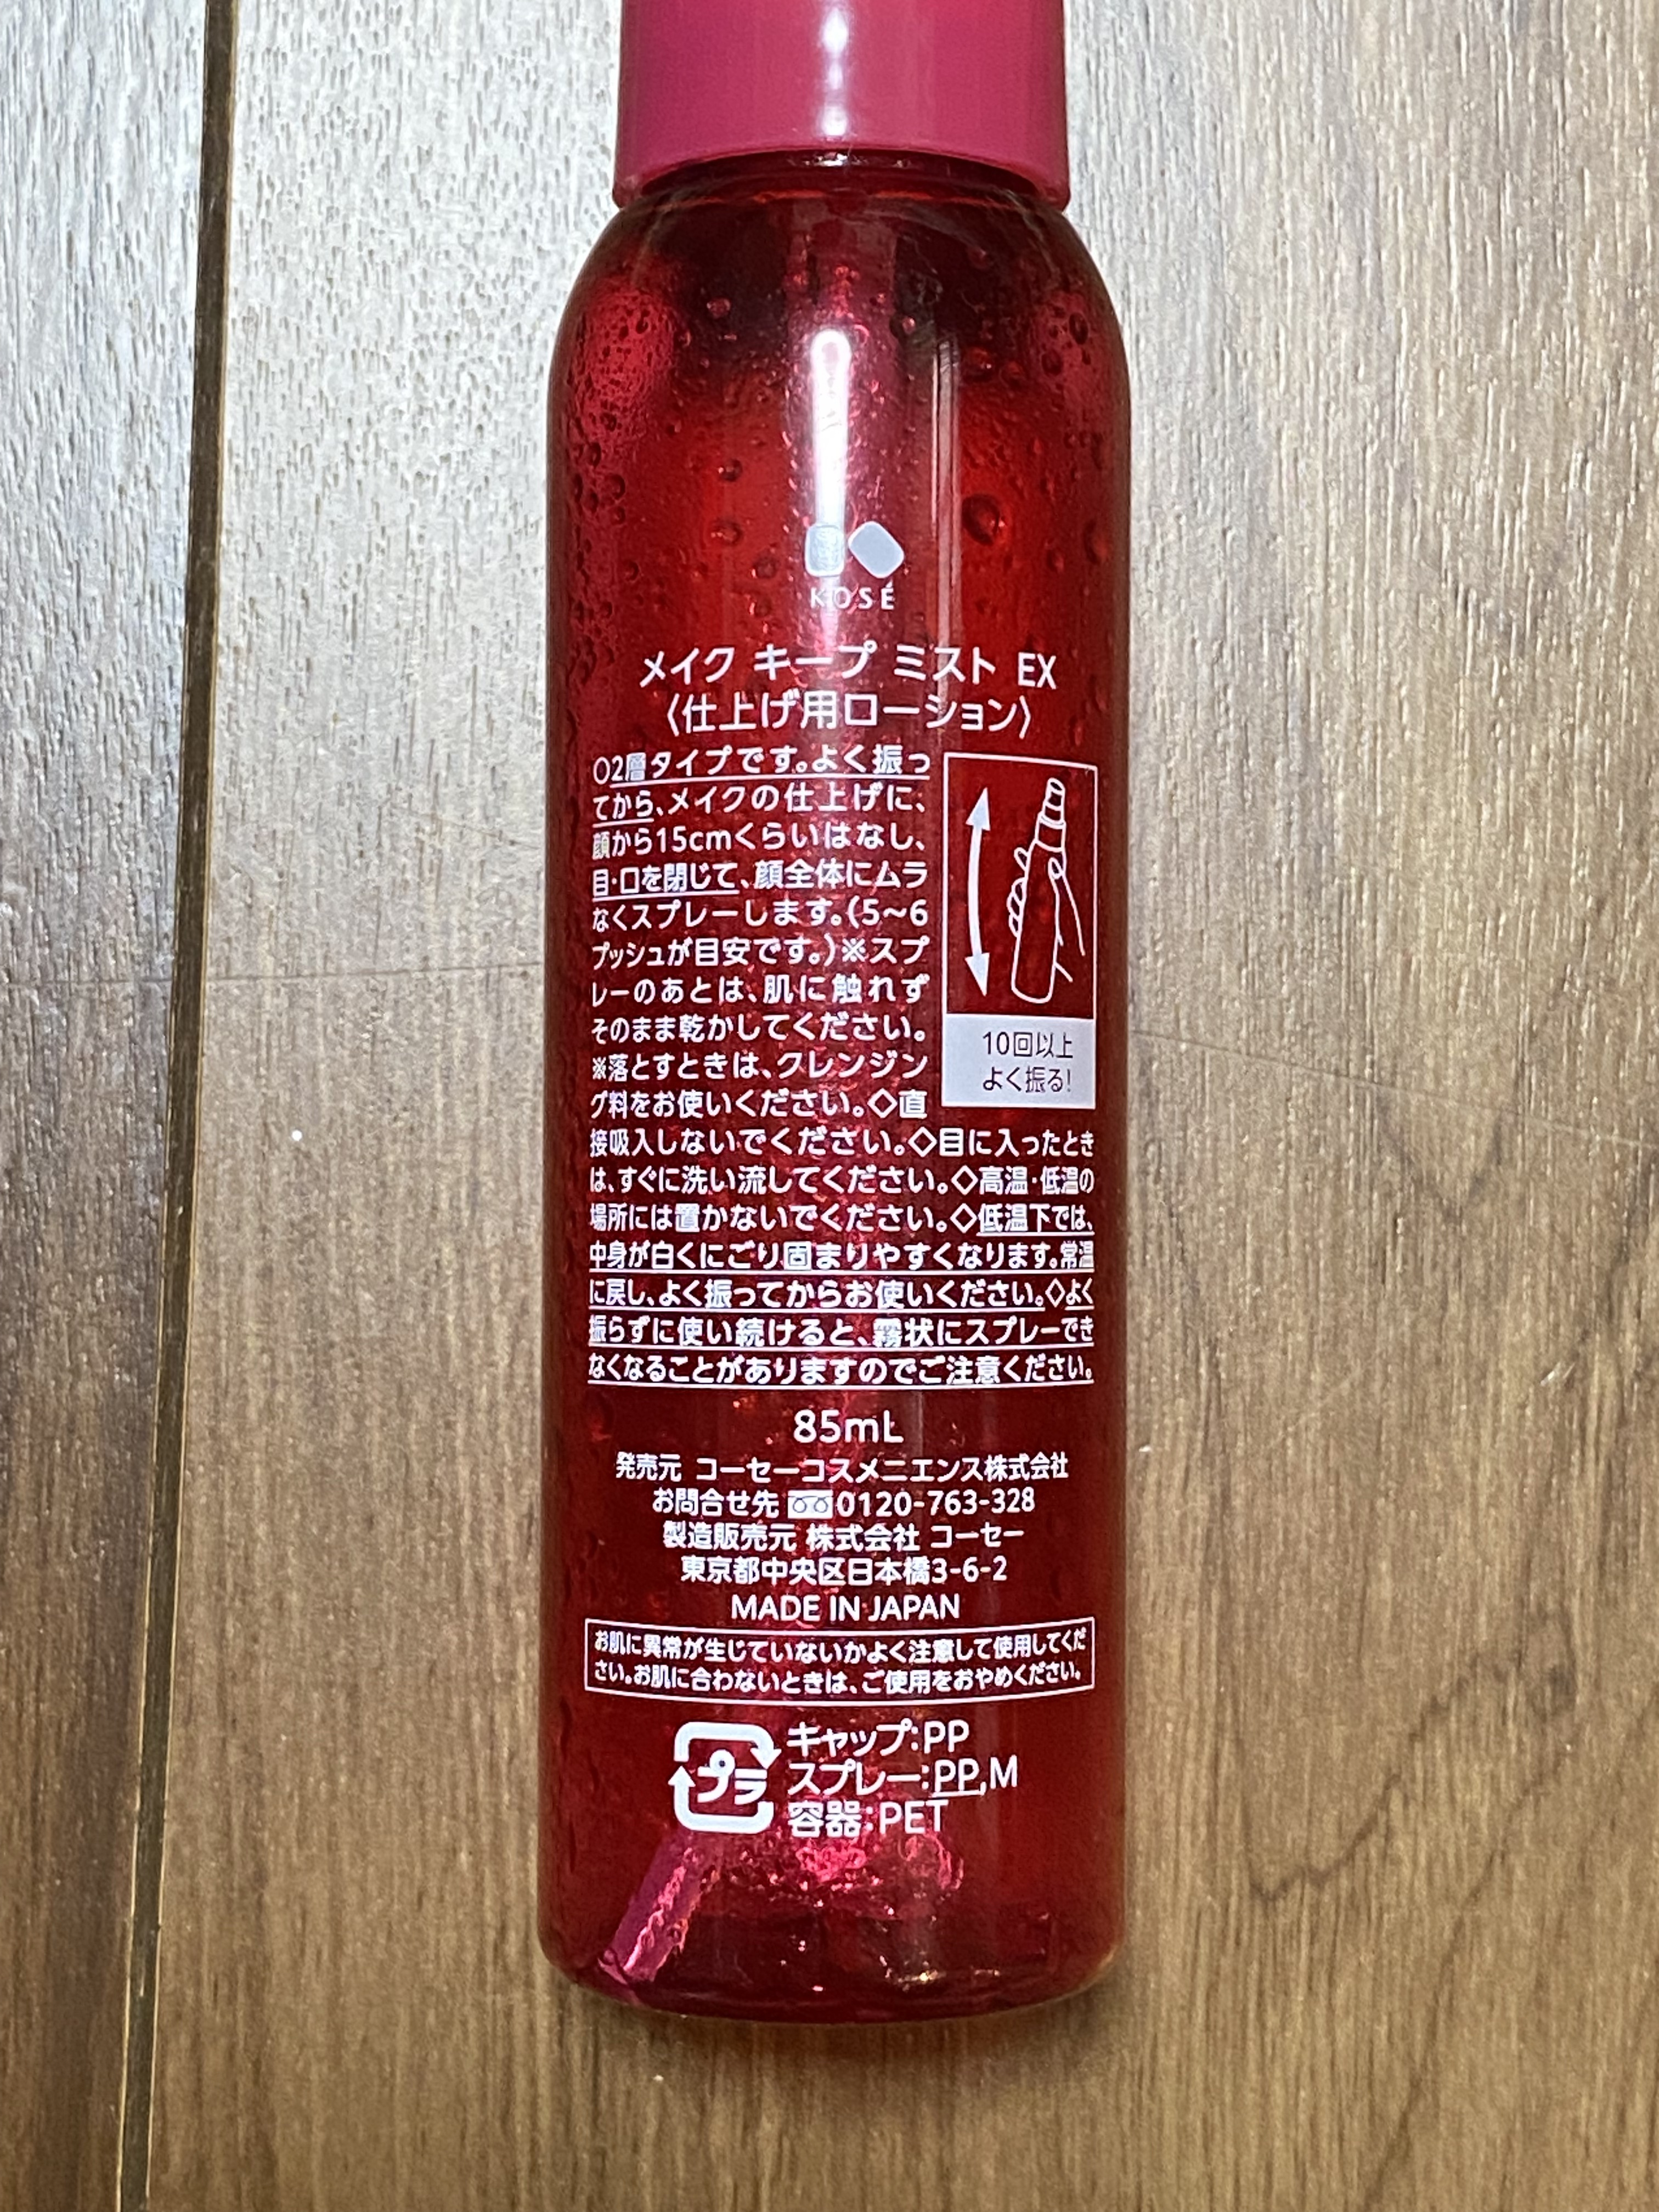 KOSÉ
メイク キープ ミスト EX
〈仕上げ用ローション〉
○2層タイプです。よく振っ
てから、メイクの仕上げに、
顔から15cmくらいはなし、
目・口を閉じて、顔全体にムラ
なくスプレーします。(5~6
プッシュが目安です。)※スプ
レーのあとは、肌に触れず
そのまま乾かしてください。
※落とすときは、クレンジン
グ料をお使いください。◇直
10回以上
よく振る!
接吸入しないでください。◇目に入ったとき
は、すぐに洗い流してください。◇高温・低温の
場所には置かないでください。◇低温下では、
中身が白くにごり固まりやすくなります。常温
に戻し、よく振ってからお使いください。◇よく
振らずに使い続けると、霧状にスプレーでき
なくなることがありますのでご注意ください。
85mL
発売元 コーセーコスメニエンス株式会社
お問合せ先 0120-763-328
製造販売元 株式会社 コーセー
東京都中央区日本橋3-6-2
MADE IN JAPAN
お肌に異常が生じていないかよく注意して使用してくだ
さい。お肌に合わないときは、ご使用をおやめください。
プラ
キャップ:PP
スプレー:PP,M
容器:PET